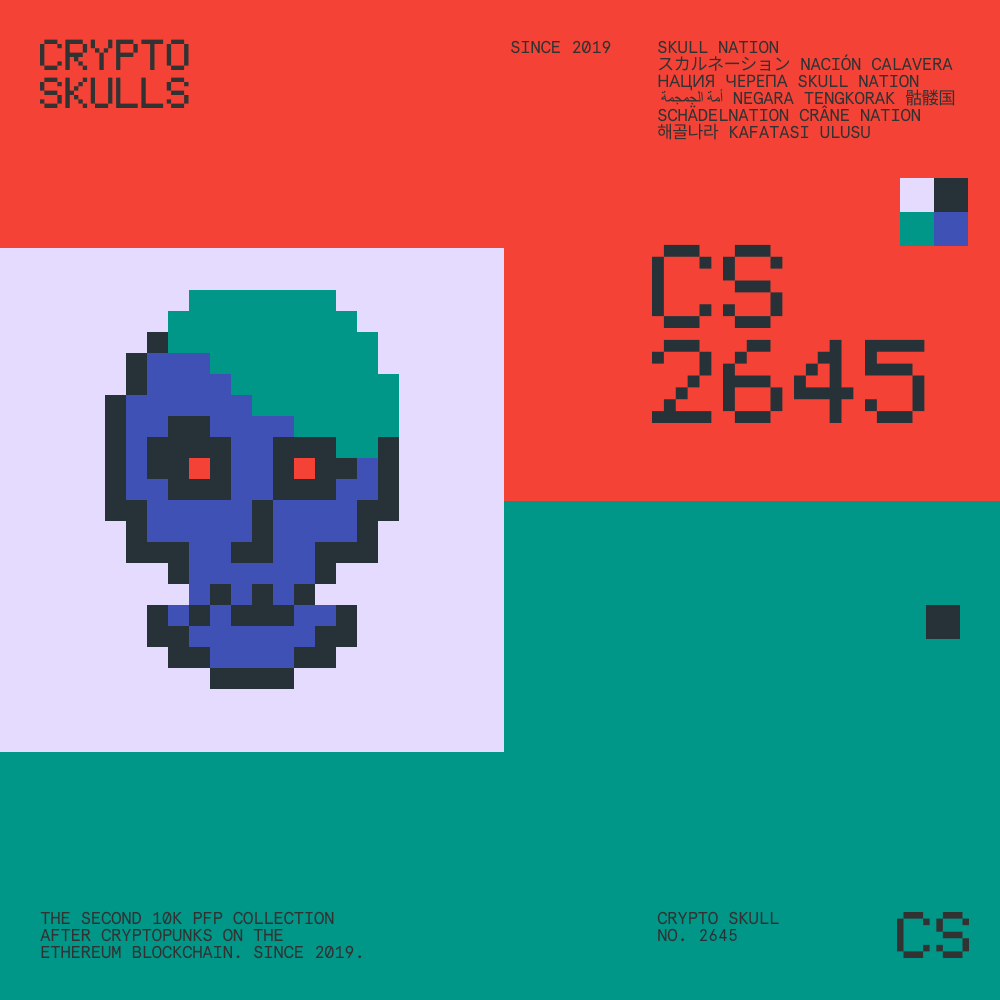 CRYPTO
SKULLS
SINCE 2019
SKULL NATION
スカルネーション NACIÓN CALAVERA
НАЦИЯ ЧЕРЕПА SKULL NATION
أمة الجمجمة NEGARA TENGKORAK 骷髅国
SCHÄDELNATION CRÂNE NATION
해골나라 KAFATASI ULUSU
CS
2645
THE SECOND 10K PFP COLLECTION
AFTER CRYPTOPUNKS ON THE
ETHEREUM BLOCKCHAIN. SINCE 2019.
CRYPTO SKULL
NO. 2645
CS